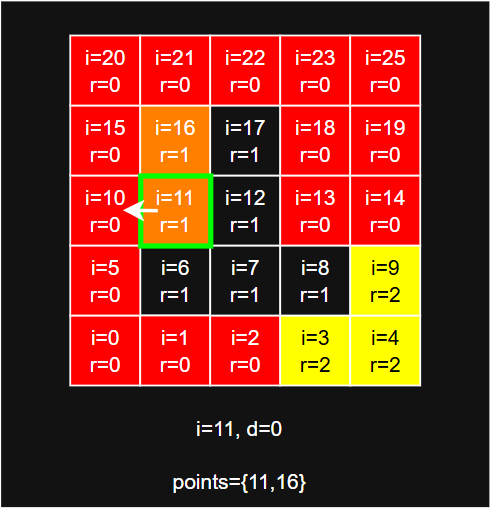 i=20 i=21 i=22 i=23 i=25
r=0 r=0 r=0 r=0 r=0
i=15 i=16 i=17 i=18 i=19
r=0 r=1 r=1 r=0 r=0
i=10 i=11 i=12 i=13 i=14
r=0 r=1 r=1 r=0 r=0
i=5 i=6 i=7 i=8 i=9
r=0 r=1 r=1 r=1 r=2
i=0 i=1 i=2 i=3 i=4
r=0 r=0 r=0 r=2 r=2
i=11, d=0
points={11,16}